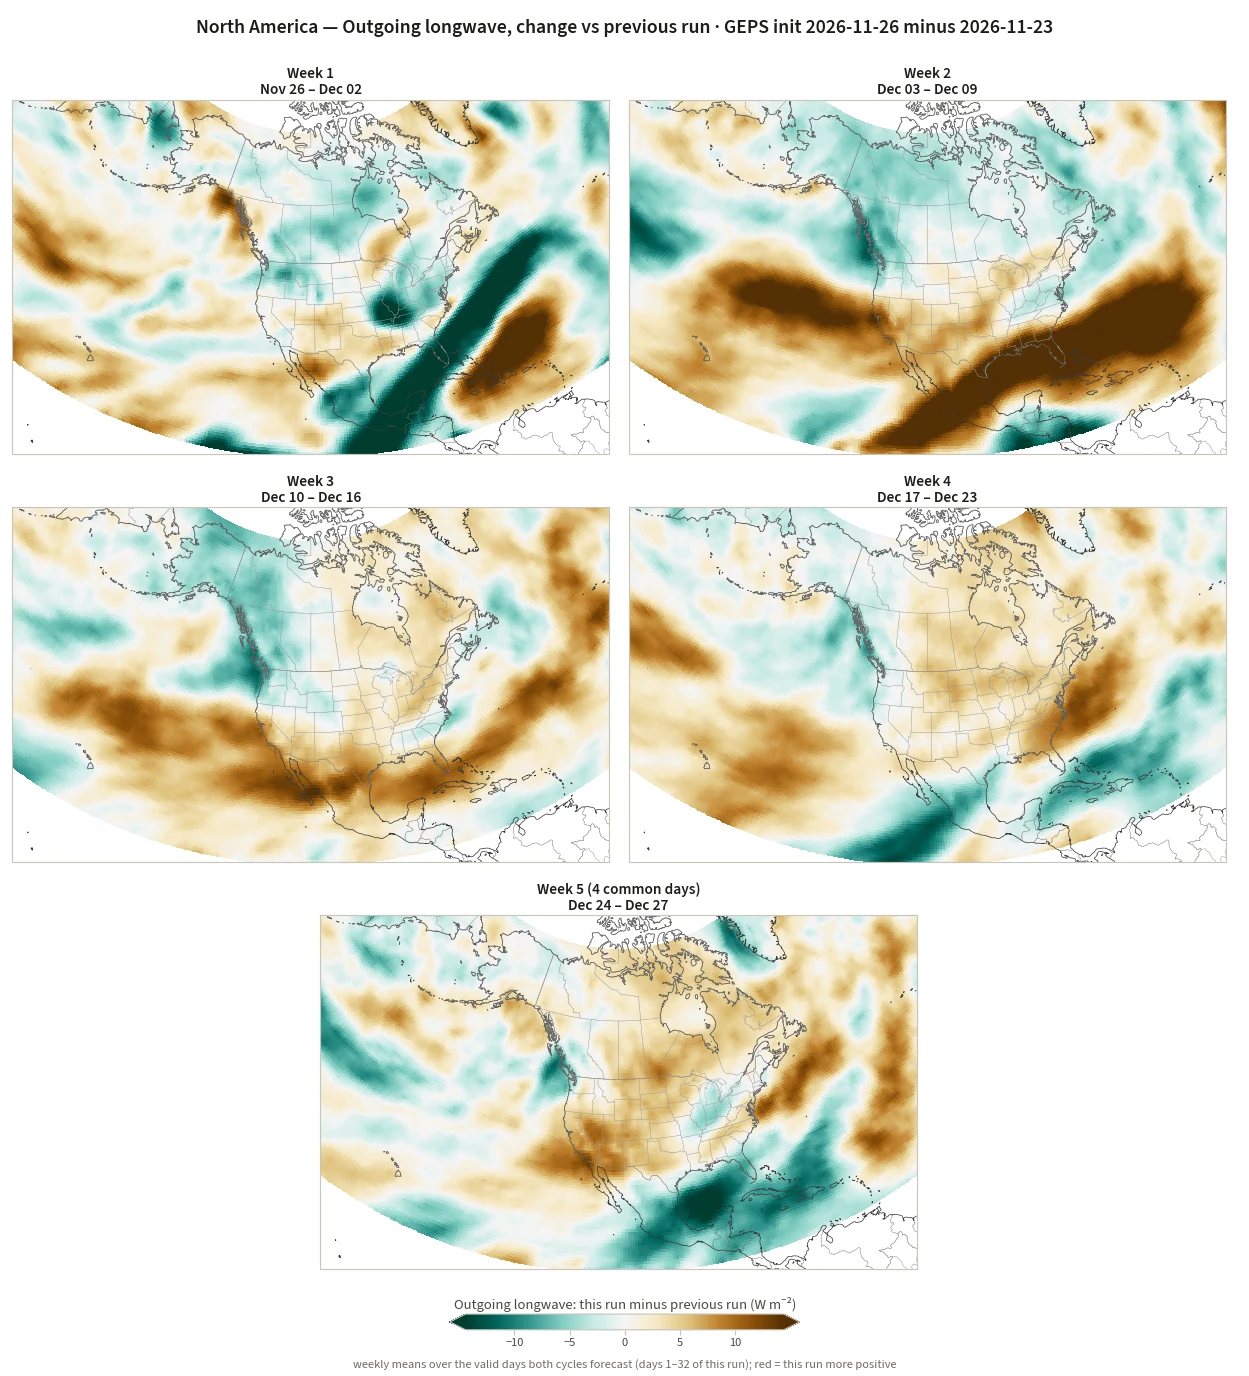 North America — Outgoing longwave, change vs previous run · GEPS init 2026-11-26 minus 2026-11-23
Week 1
Nov 26 – Dec 02
Week 2
Dec 03 – Dec 09
Week 3
Dec 10 – Dec 16
Week 4
Dec 17 – Dec 23
Week 5 (4 common days)
Dec 24 – Dec 27
Outgoing longwave: this run minus previous run (W m⁻²)
−10 −5 0 5 10
weekly means over the valid days both cycles forecast (days 1–32 of this run); red = this run more positive